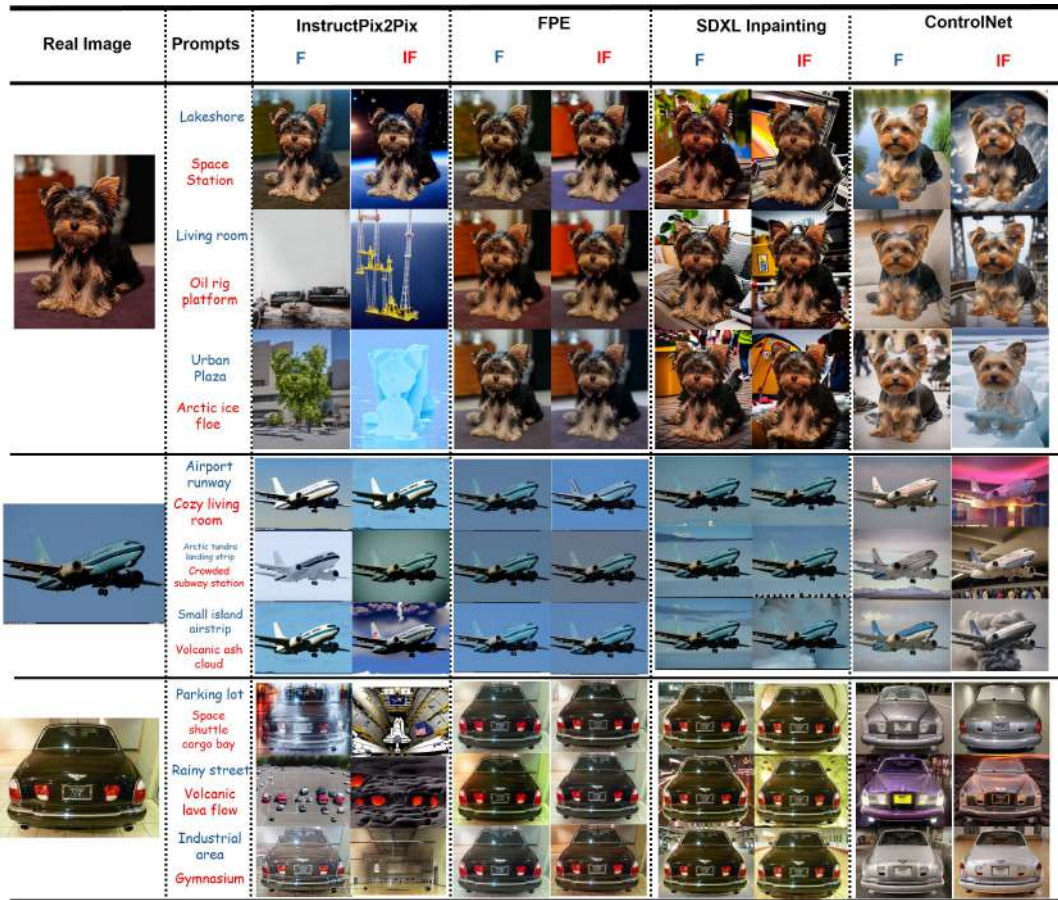 Real Image
Prompts
InstructPix2Pix
FPE
SDXL Inpainting
ControlNet
F
IF
F
IF
F
IF
F
IF
Lakeshore
Space
Station
Living room
Oil rig
platform
Urban
Plaza
Arctic ice
floe
Airport
runway
Cozy living
room
Arctic tundra
landing strip
Crowded
subway station
Small island
airstrip
Volcanic ash
cloud
Parking lot
Space
shuttle
cargo bay
Rainy street
Volcanic
lava flow
Industrial
area
Gymnasium